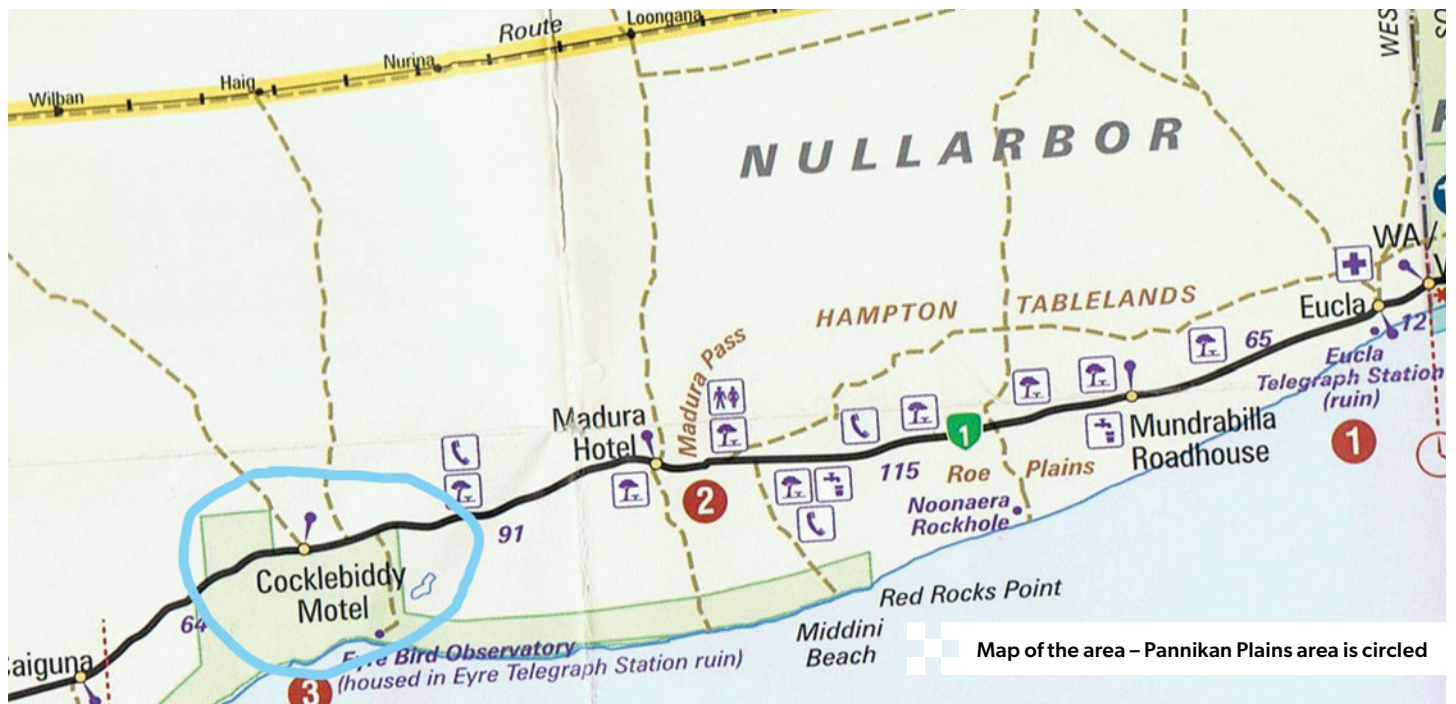 Route
Loongana
Nurina
Haig
Wilban
WES
NULLARBOR
WA/
HAMPTON TABLELANDS
Eucla
12
65
Eucla
Telegraph Station
(ruin)
1
Madura Pass
Madura
Hotel
2
1
Mundrabilla
Roadhouse
115
Roe Plains
Noonaera
Rockhole
91
Cocklebiddy
Motel
64
aiguna
Red Rocks Point
Middini
Beach
Eyre Bird Observatory
(housed in Eyre Telegraph Station ruin)
3
Map of the area – Pannikan Plains area is circled